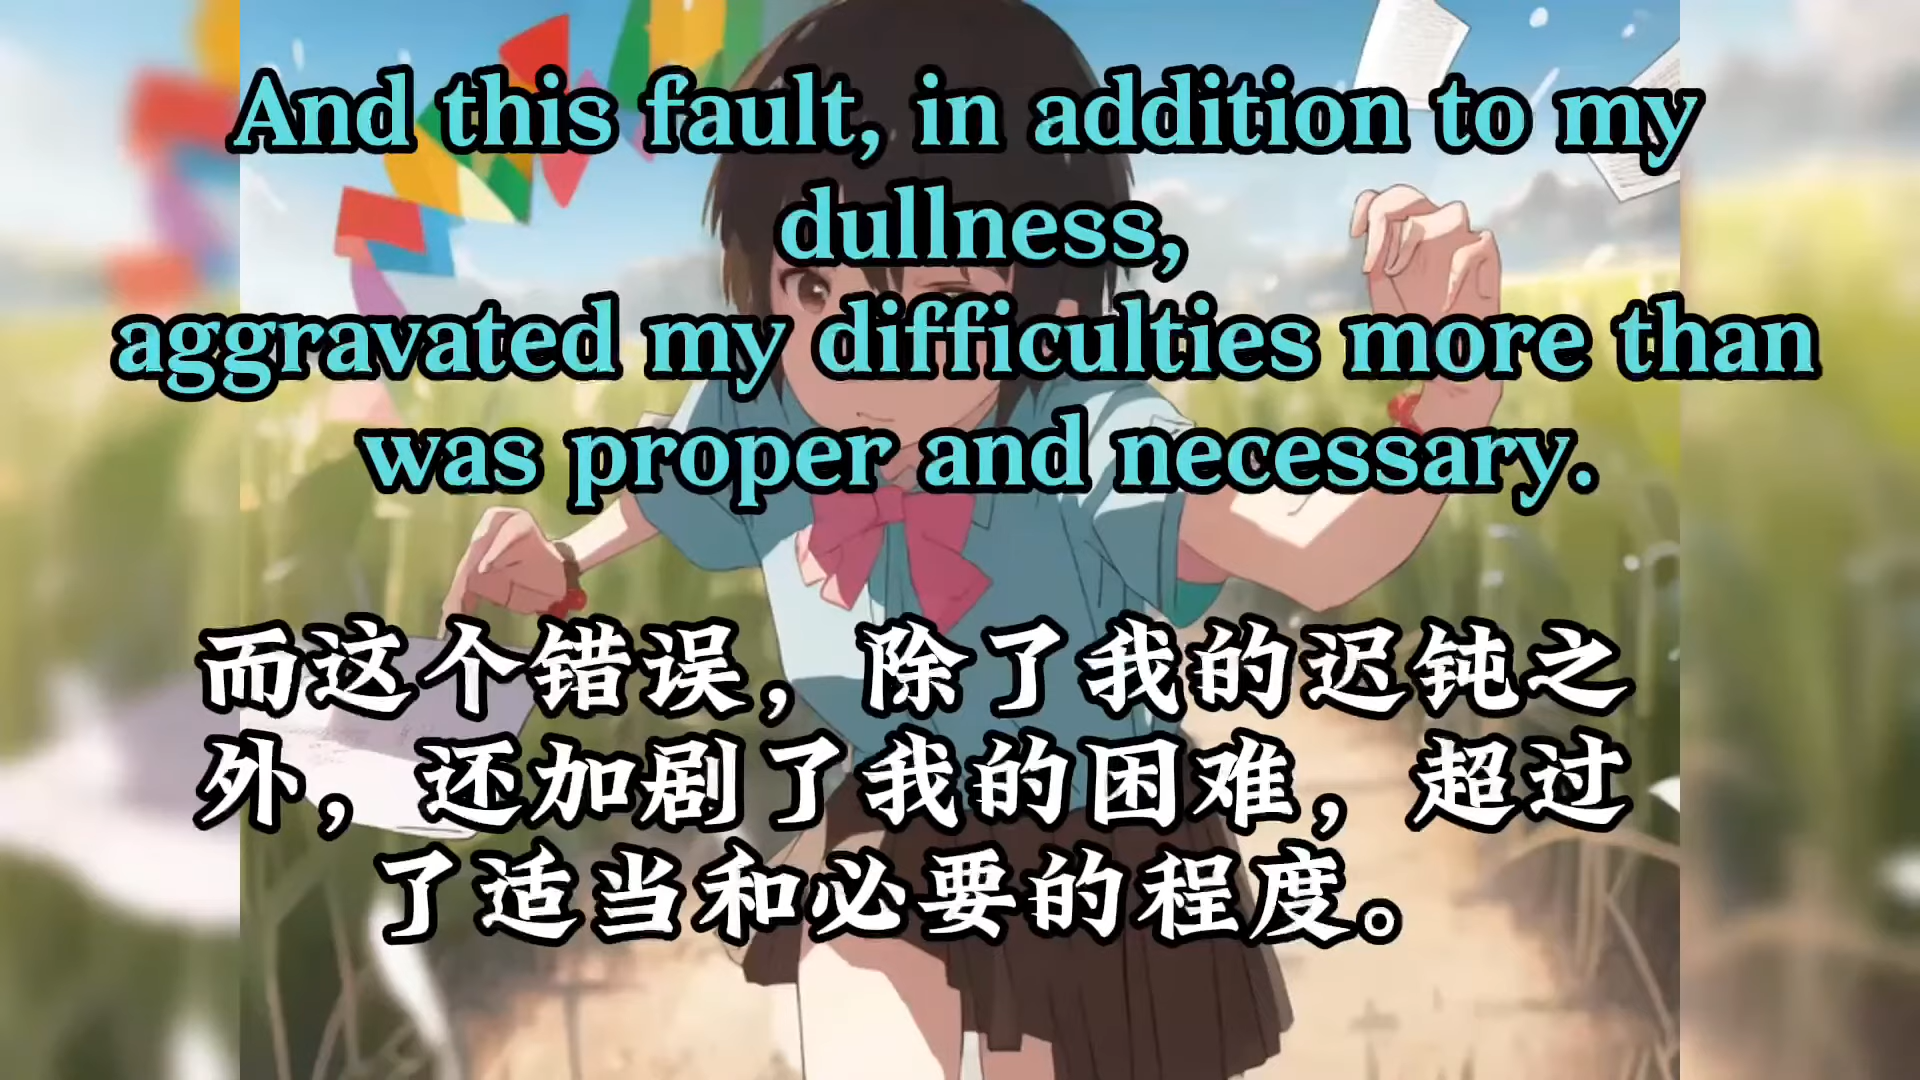 And this fault, in addition to my
dullness,
aggravated my difficulties more than
was proper and necessary.
而这个错误，除了我的迟钝之
外，还加剧了我的困难，超过
了适当和必要的程度。